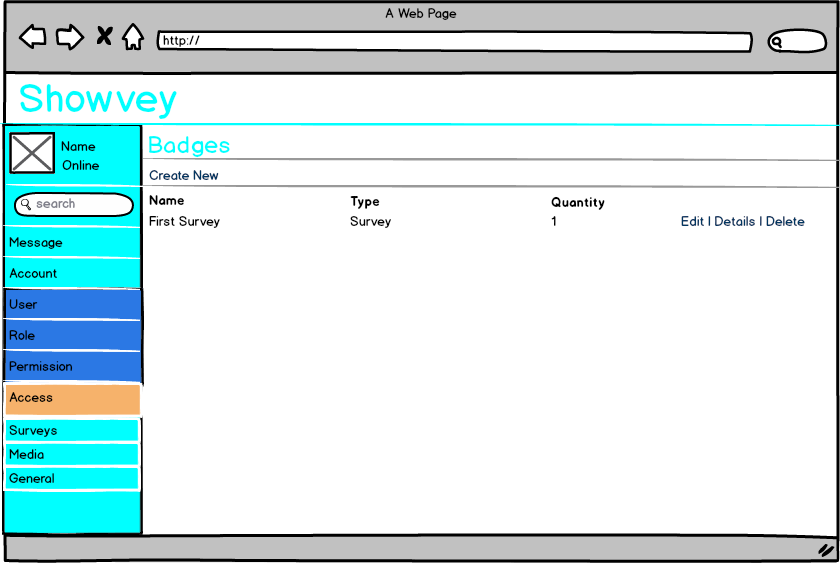 A Web Page
http://
Showvey
Name
Online
search
Message
Account
User
Role
Permission
Access
Surveys
Media
General
Badges
Create New
Name Type Quantity
First Survey Survey 1 Edit | Details | Delete